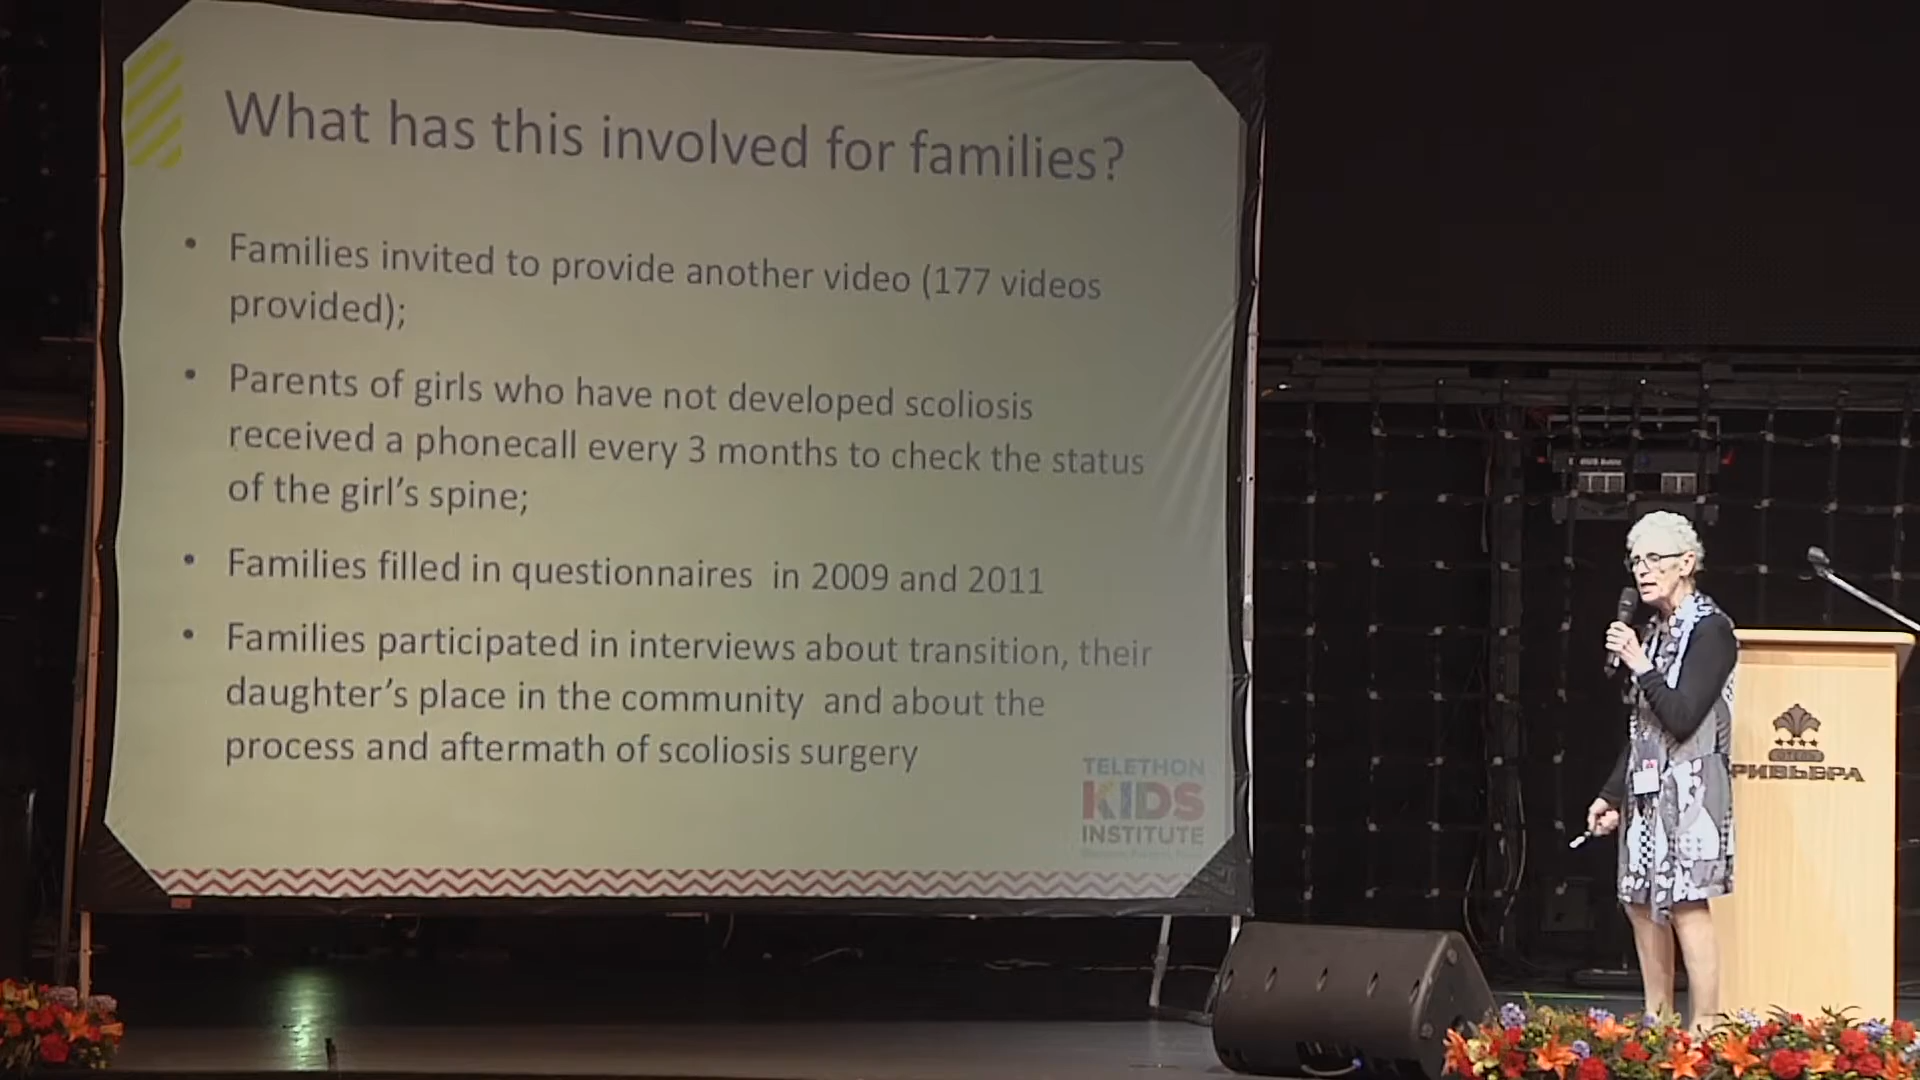 What has this involved for families?
• Families invited to provide another video (177 videos
provided);
• Parents of girls who have not developed scoliosis
received a phonecall every 3 months to check the status
of the girl's spine;
• Families filled in questionnaires in 2009 and 2011
• Families participated in interviews about transition, their
daughter's place in the community and about the
process and aftermath of scoliosis surgery
TELETHON
KIDS
INSTITUTE
РИВЬЕРА